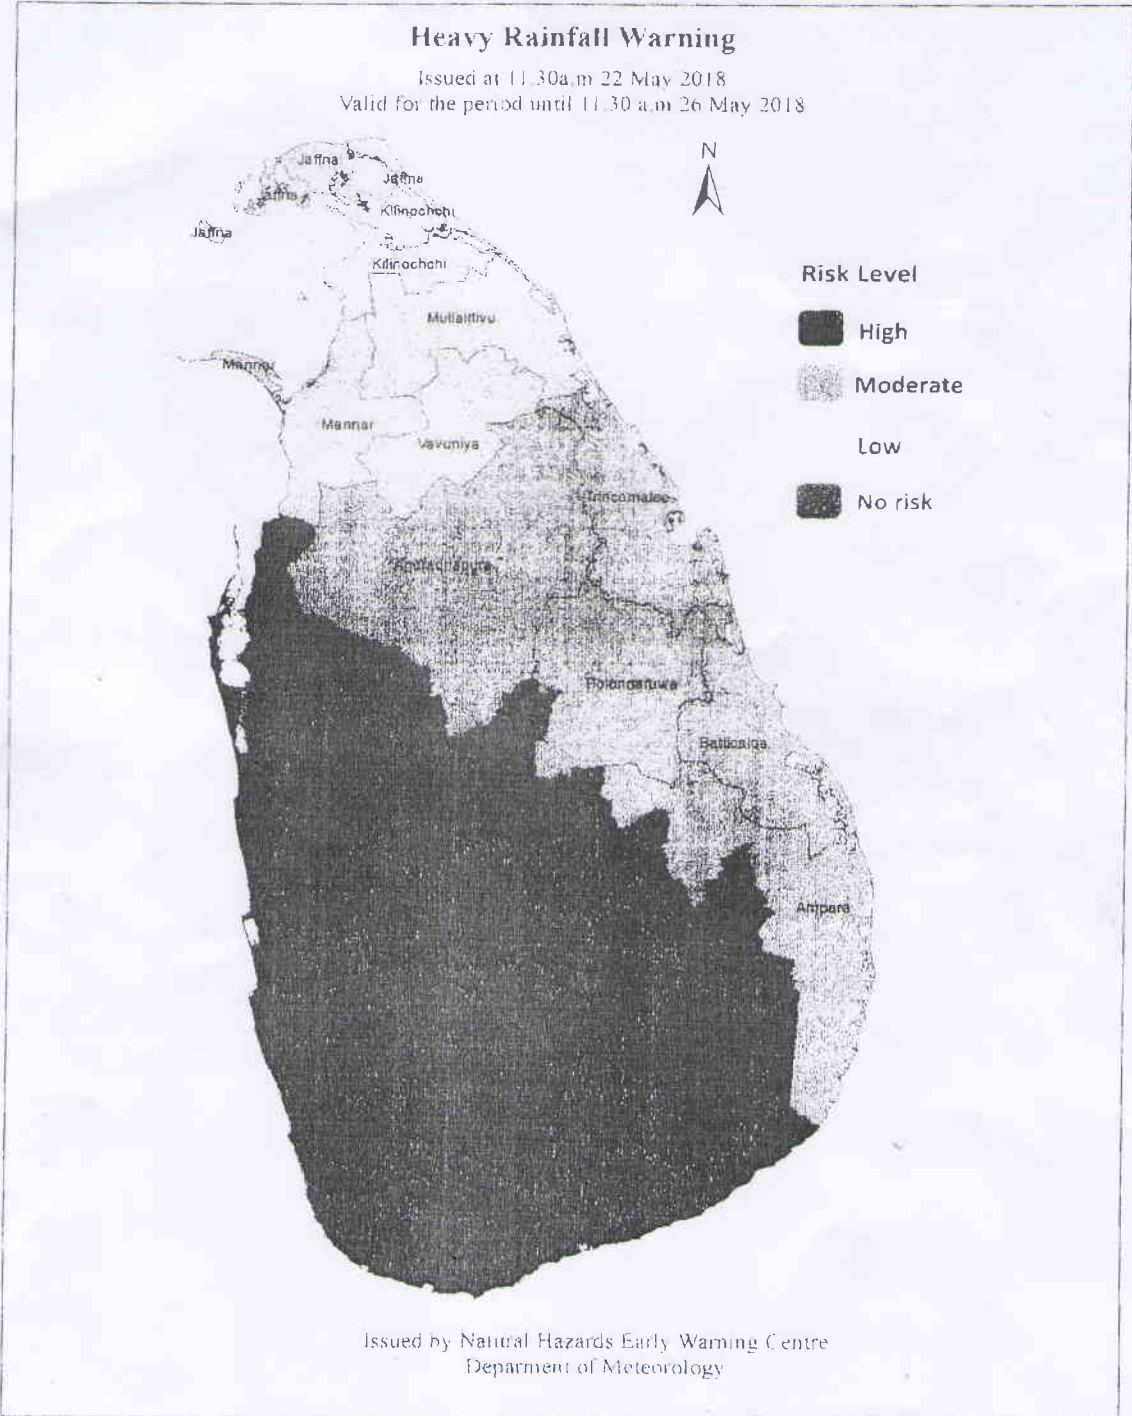 Heavy Rainfall Warning
Issued at 11.30a.m 22 May 2018
Valid for the period until 11.30 a.m 26 May 2018
N
Jaffna
Jaffna
Jaffna
Kilinochchi
Jaffna
Kilinochchi
Risk Level
Mullaitivu
High
Mannar
Moderate
Mannar
Vavuniya
Low
Trincomalee
No risk
Anuradhapura
Polonnaruwa
Batticaloa
Ampara
Issued by Natural Hazards Early Warning Centre
Deparment of Meteorology